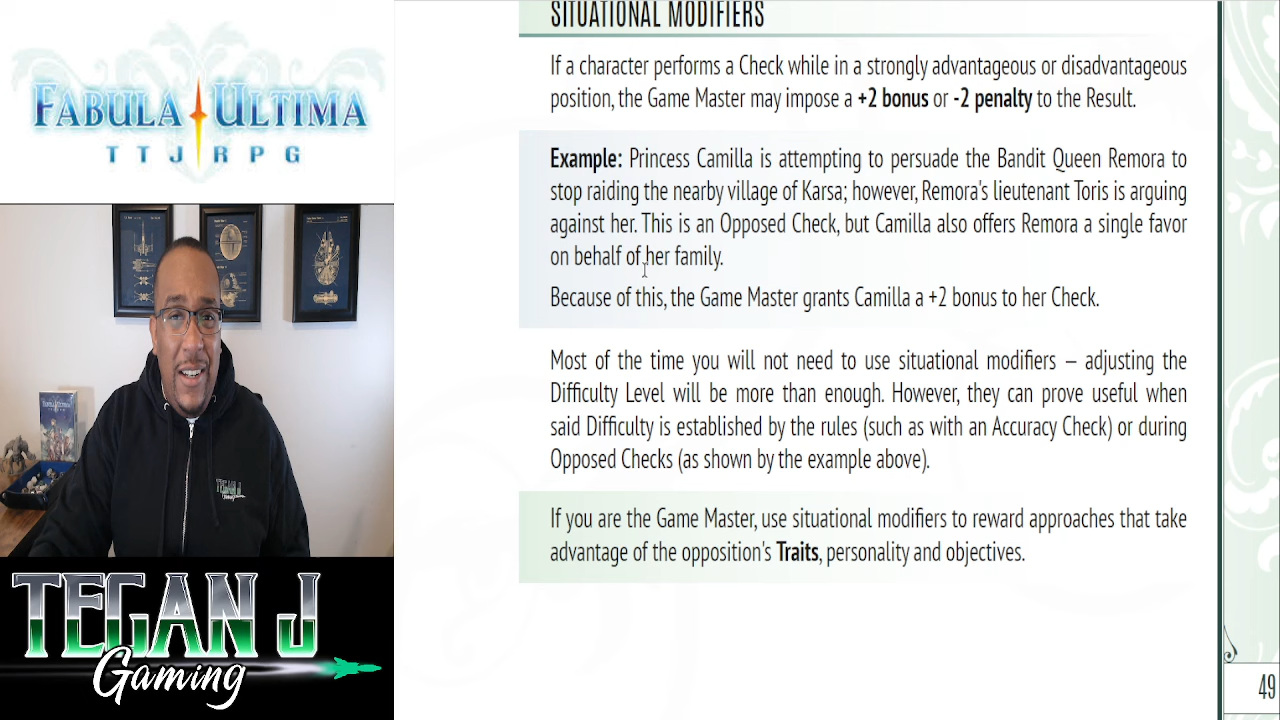 FABULA ULTIMA
TTJRPG
TEGAN J
Gaming
SITUATIONAL MODIFIERS
If a character performs a Check while in a strongly advantageous or disadvantageous
position, the Game Master may impose a +2 bonus or -2 penalty to the Result.
Example: Princess Camilla is attempting to persuade the Bandit Queen Remora to
stop raiding the nearby village of Karsa; however, Remora's lieutenant Toris is arguing
against her. This is an Opposed Check, but Camilla also offers Remora a single favor
on behalf of her family.
Because of this, the Game Master grants Camilla a +2 bonus to her Check.
Most of the time you will not need to use situational modifiers — adjusting the
Difficulty Level will be more than enough. However, they can prove useful when
said Difficulty is established by the rules (such as with an Accuracy Check) or during
Opposed Checks (as shown by the example above).
If you are the Game Master, use situational modifiers to reward approaches that take
advantage of the opposition's Traits, personality and objectives.
49